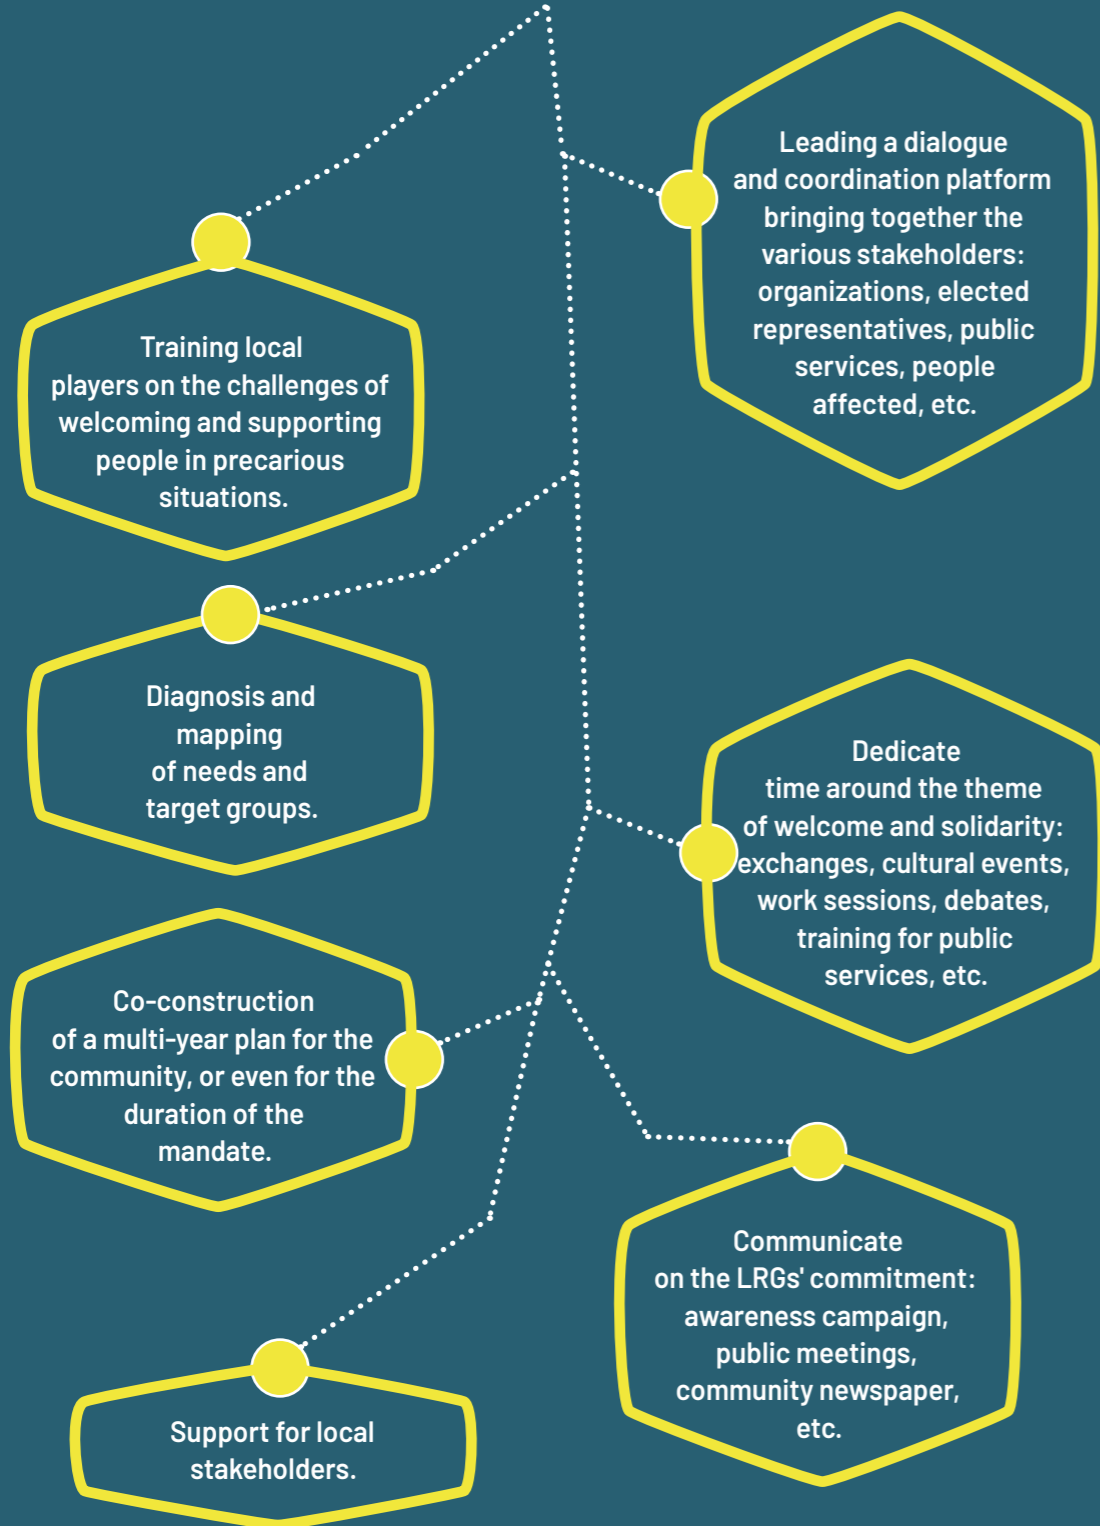 Leading a dialogue
and coordination platform
bringing together the
various stakeholders:
organizations, elected
representatives, public
services, people
affected, etc.
Training local
players on the challenges of
welcoming and supporting
people in precarious
situations.
Diagnosis and
mapping
of needs and
target groups.
Dedicate
time around the theme
of welcome and solidarity:
exchanges, cultural events,
work sessions, debates,
training for public
services, etc.
Co-construction
of a multi-year plan for the
community, or even for the
duration of the
mandate.
Communicate
on the LRGs' commitment:
awareness campaign,
public meetings,
community newspaper,
etc.
Support for local
stakeholders.